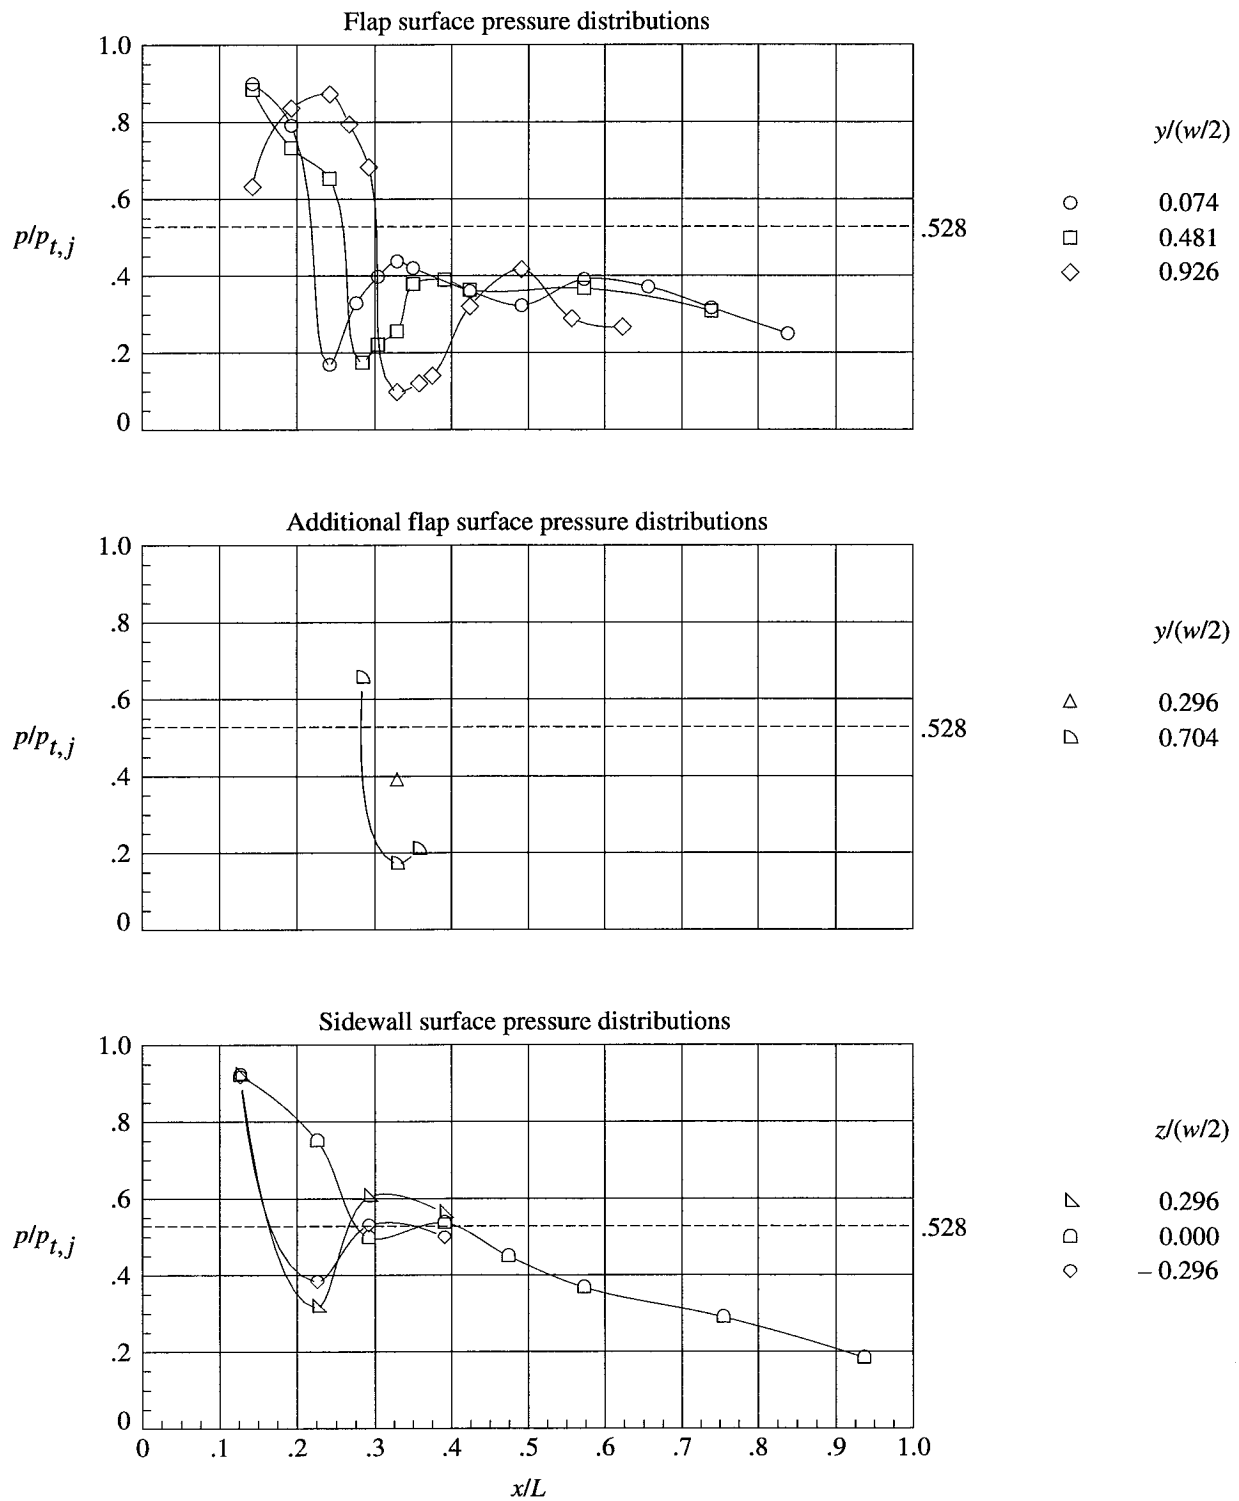 Flap surface pressure distributions
1.0
.8
.6
.4
.2
0
p/p_{t,j}
.528
y/(w/2)
0.074
0.481
0.926
Additional flap surface pressure distributions
1.0
.8
.6
.4
.2
0
p/p_{t,j}
.528
y/(w/2)
0.296
0.704
Sidewall surface pressure distributions
1.0
.8
.6
.4
.2
0
p/p_{t,j}
.528
z/(w/2)
0.296
0.000
– 0.296
0 .1 .2 .3 .4 .5 .6 .7 .8 .9 1.0
x/L